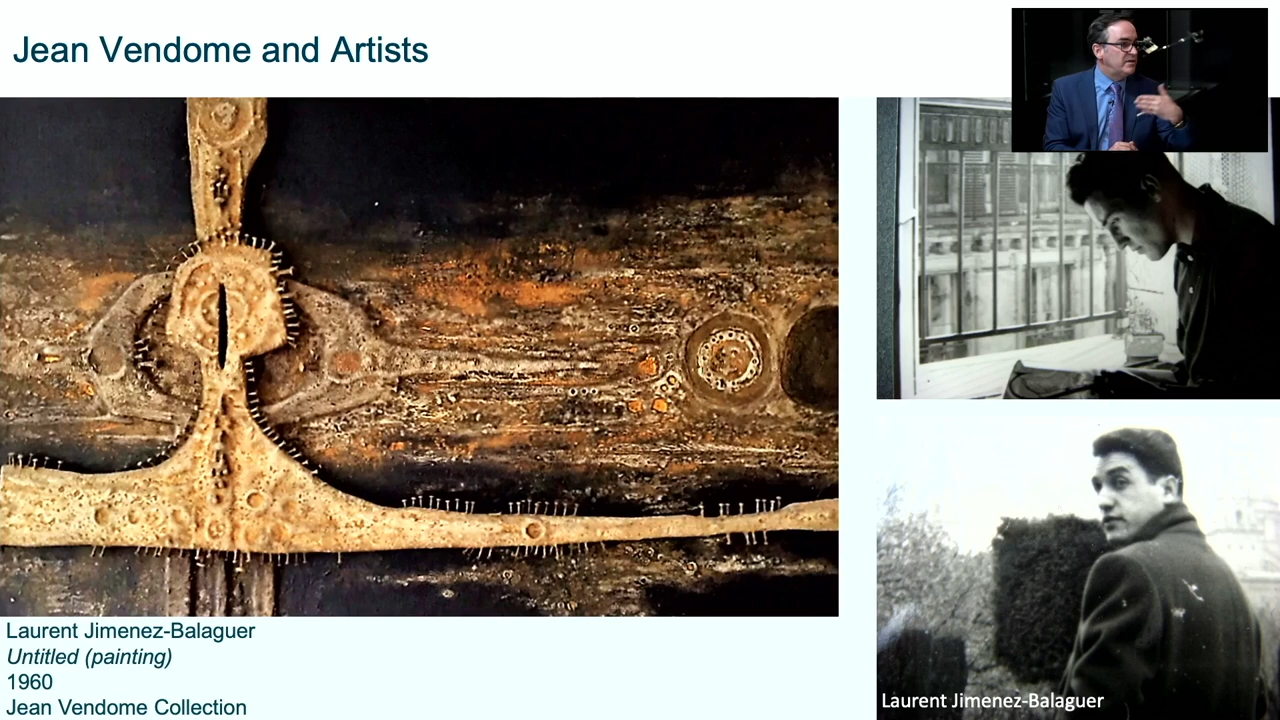 Jean Vendome and Artists
Laurent Jimenez-Balaguer
Untitled (painting)
1960
Jean Vendome Collection
Laurent Jimenez-Balaguer